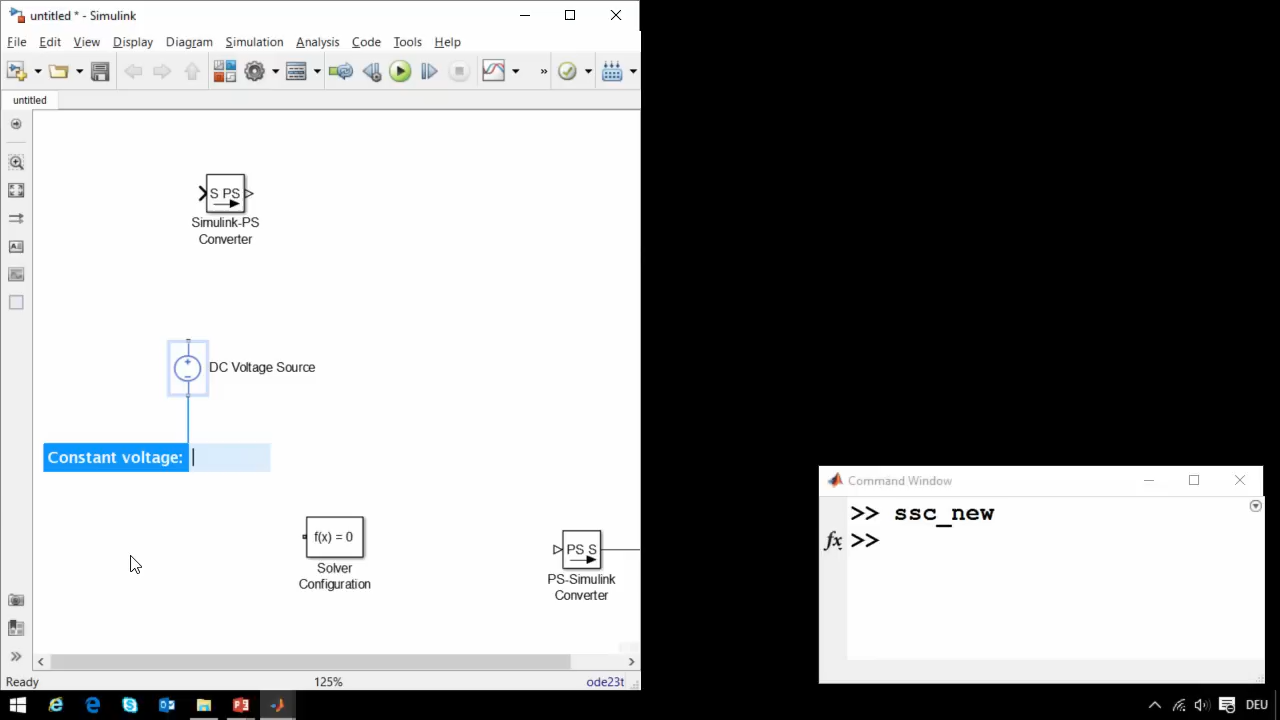 untitled * - Simulink
File Edit View Display Diagram Simulation Analysis Code Tools Help
untitled
S PS
Simulink-PS
Converter
DC Voltage Source
Constant voltage:
f(x) = 0
Solver
Configuration
PS S
PS-Simulink
Converter
Ready 125% ode23t
Command Window
>> ssc_new
fx >>
DEU